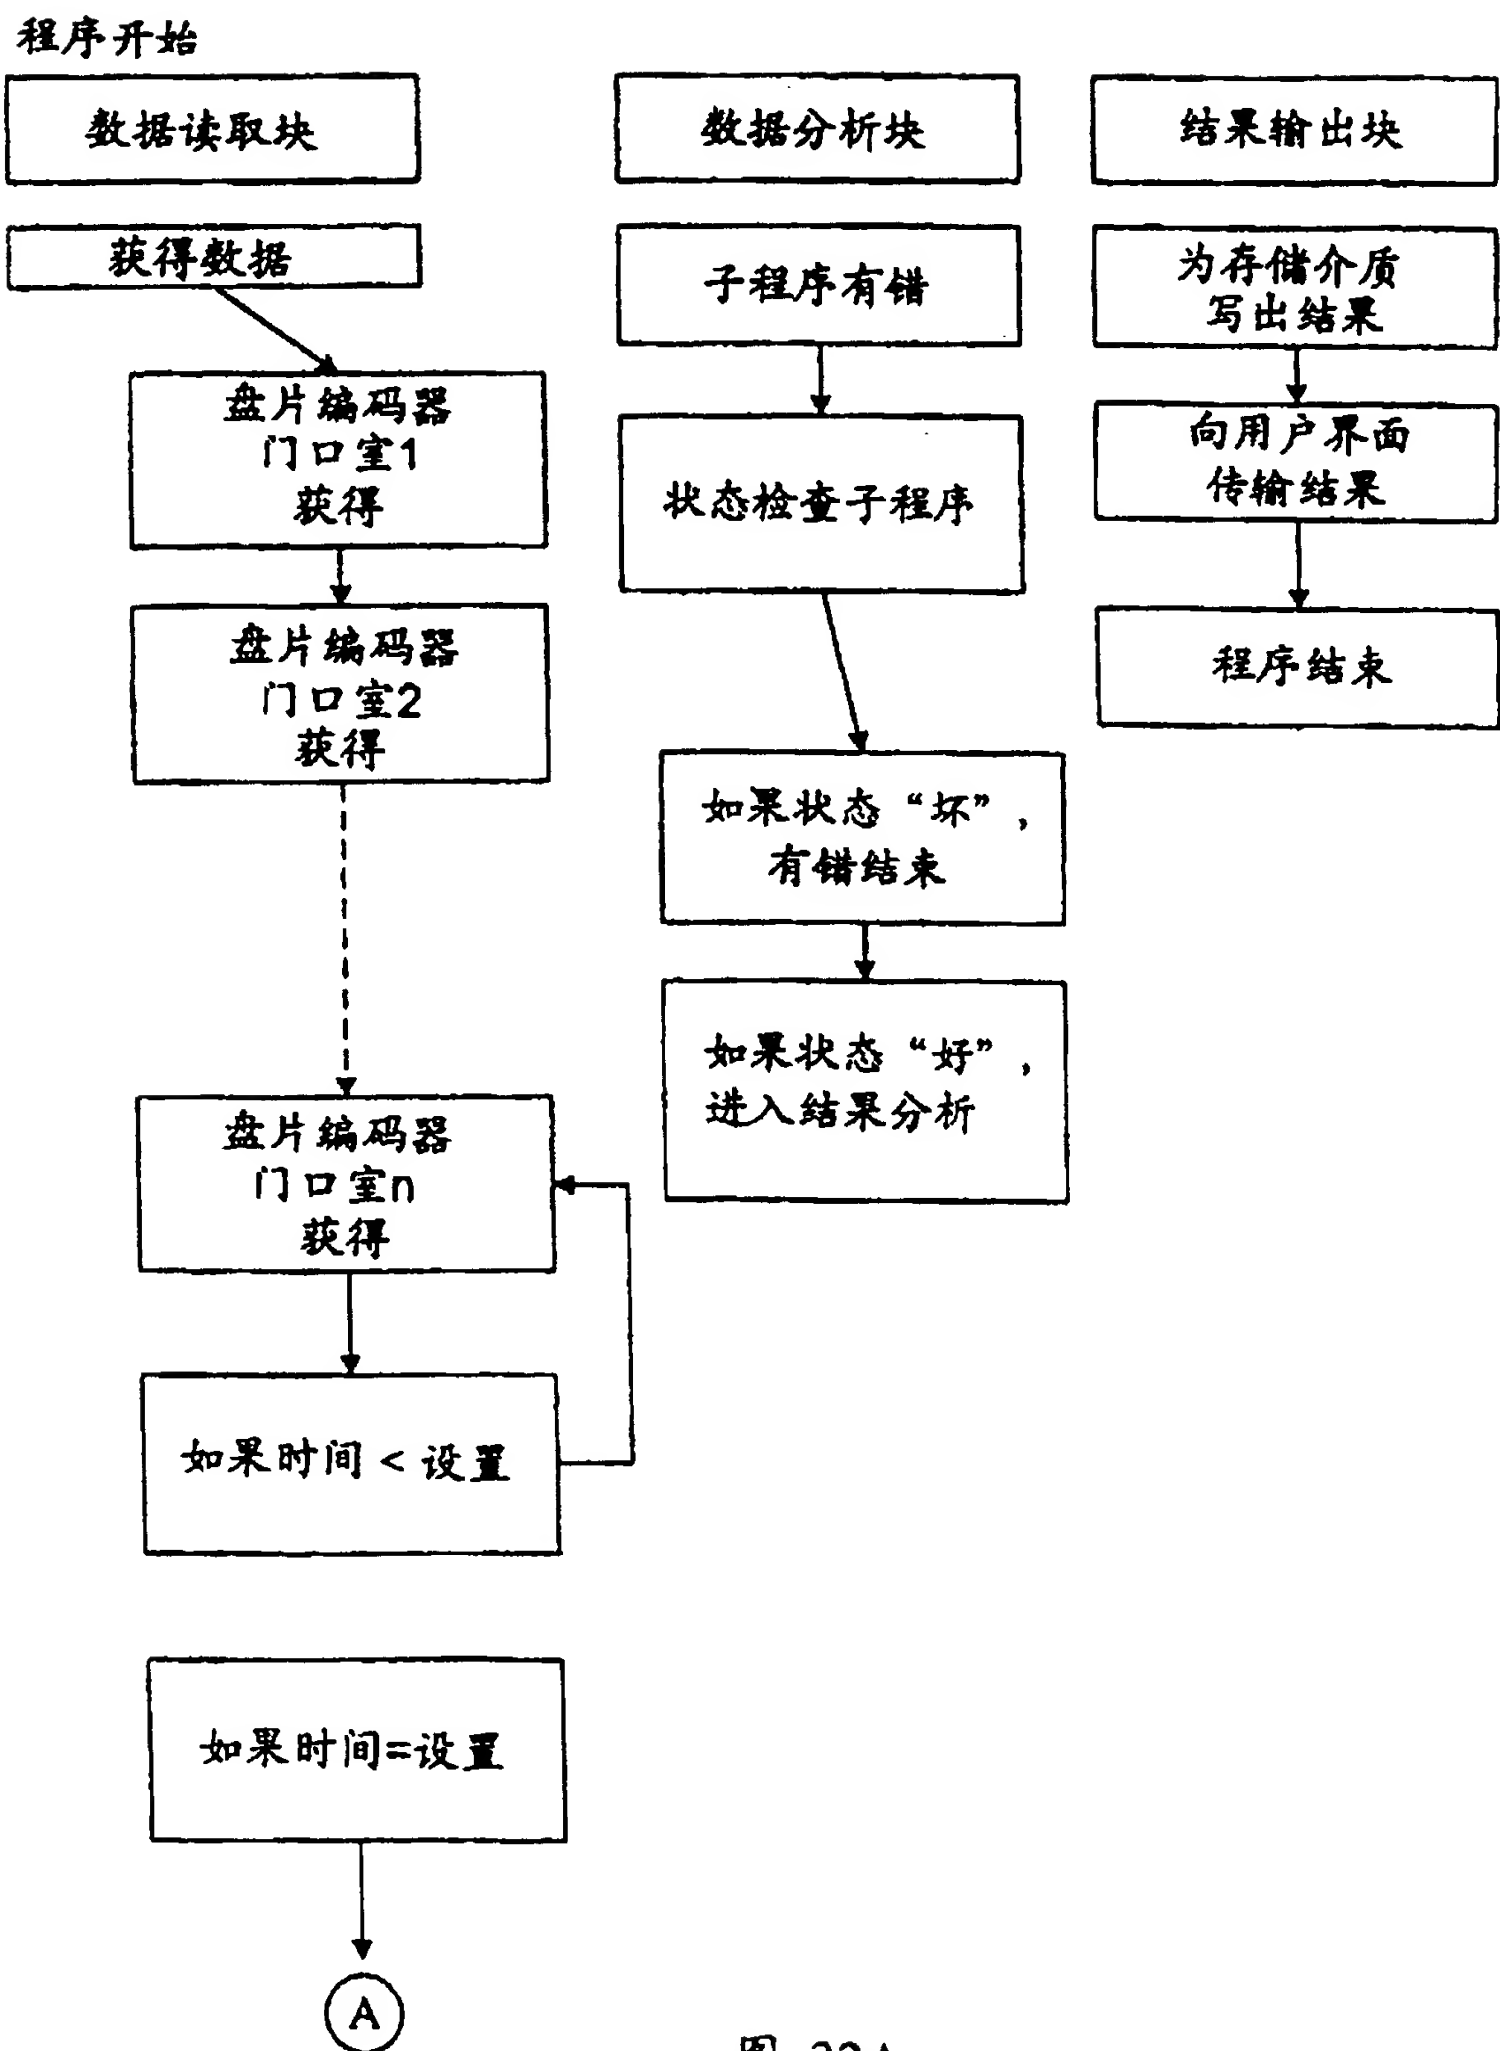 程序开始
数据读取块
获得数据
盘片编码器
门口室1
获得
盘片编码器
门口室2
获得
盘片编码器
门口室n
获得
如果时间 < 设置
如果时间=设置
A
数据分析块
子程序有错
状态检查子程序
如果状态“坏”，
有错结束
如果状态“好”，
进入结果分析
结果输出块
为存储介质
写出结果
向用户界面
传输结果
程序结束